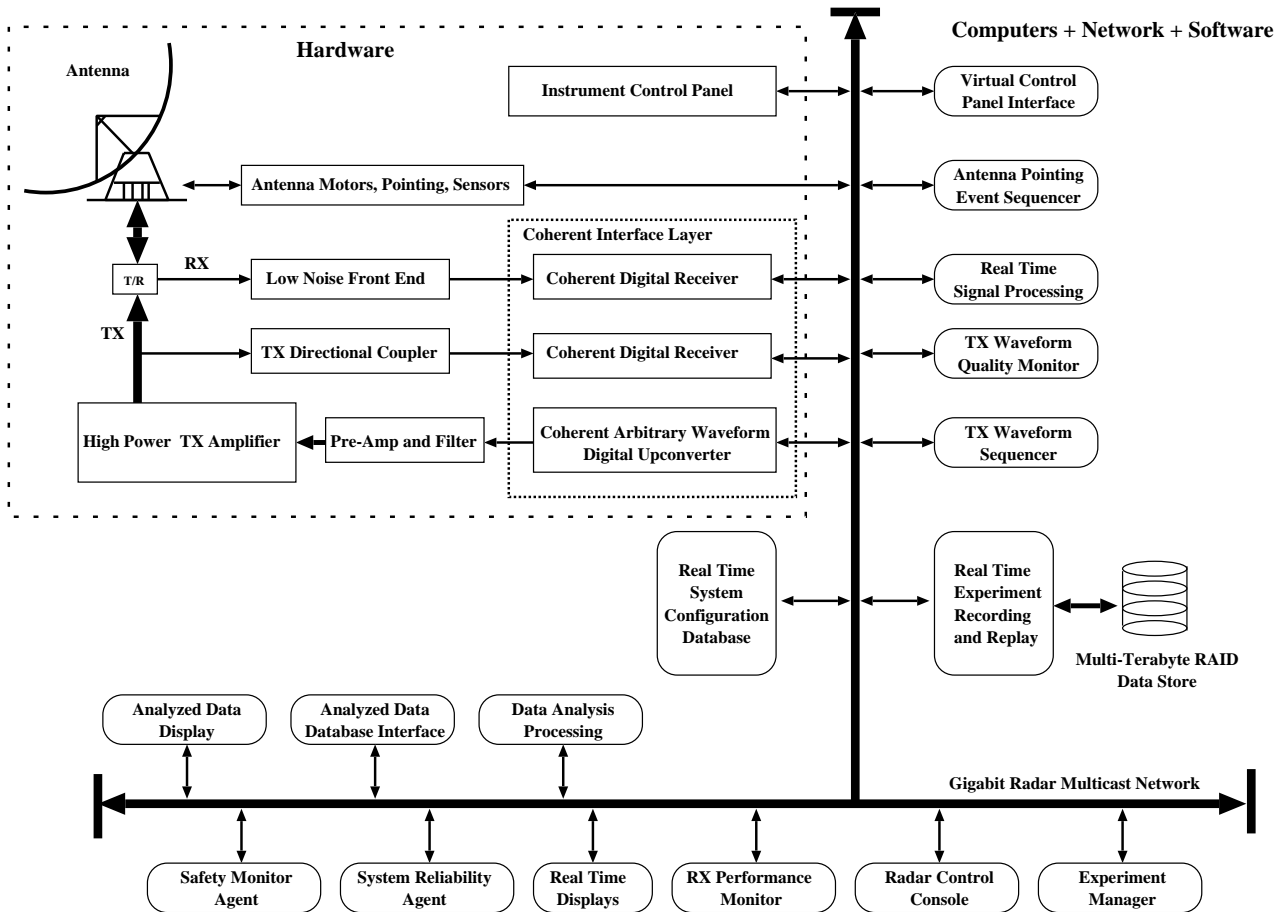 Hardware
Computers + Network + Software
Antenna
Instrument Control Panel
Virtual Control
Panel Interface
Antenna Motors, Pointing, Sensors
Antenna Pointing
Event Sequencer
Coherent Interface Layer
T/R
RX
Low Noise Front End
Coherent Digital Receiver
Real Time
Signal Processing
TX
TX Directional Coupler
Coherent Digital Receiver
TX Waveform
Quality Monitor
High Power TX Amplifier
Pre-Amp and Filter
Coherent Arbitrary Waveform
Digital Upconverter
TX Waveform
Sequencer
Real Time
System
Configuration
Database
Real Time
Experiment
Recording
and Replay
Multi-Terabyte RAID
Data Store
Analyzed Data
Display
Analyzed Data
Database Interface
Data Analysis
Processing
Gigabit Radar Multicast Network
Safety Monitor
Agent
System Reliability
Agent
Real Time
Displays
RX Performance
Monitor
Radar Control
Console
Experiment
Manager